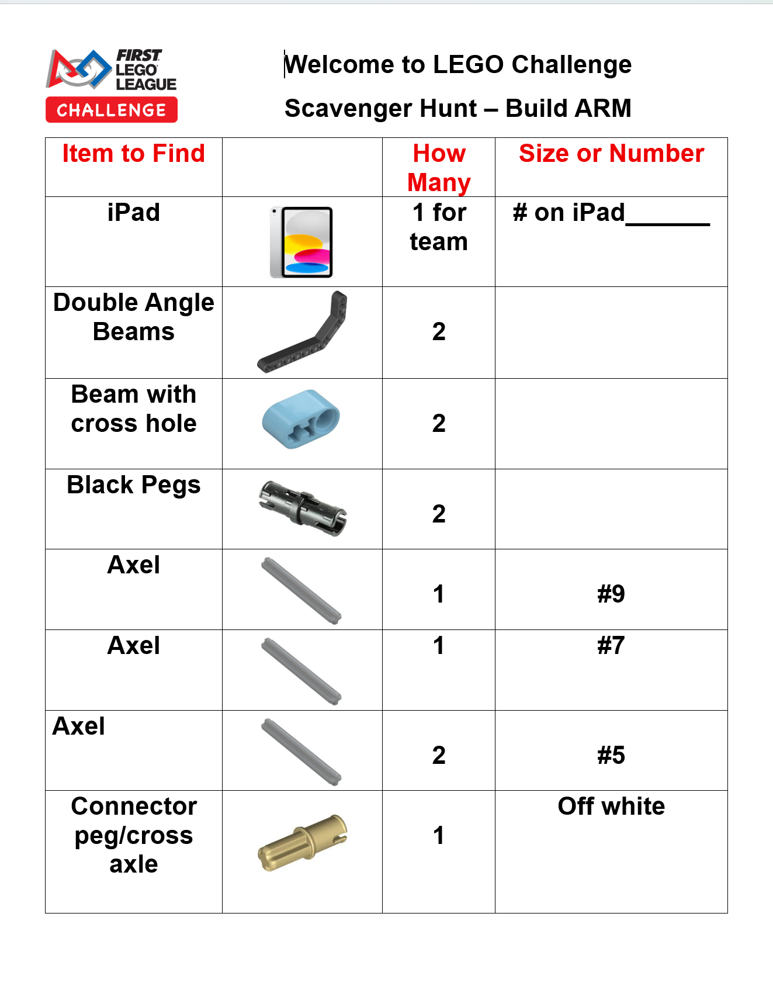 FIRST
LEGO
LEAGUE
CHALLENGE
Welcome to LEGO Challenge
Scavenger Hunt – Build ARM
Item to Find
How
Many
Size or Number
iPad
1 for
team
# on iPad______
Double Angle
Beams
2
Beam with
cross hole
2
Black Pegs
2
Axel
1
#9
Axel
1
#7
Axel
2
#5
Connector
peg/cross
axle
1
Off white